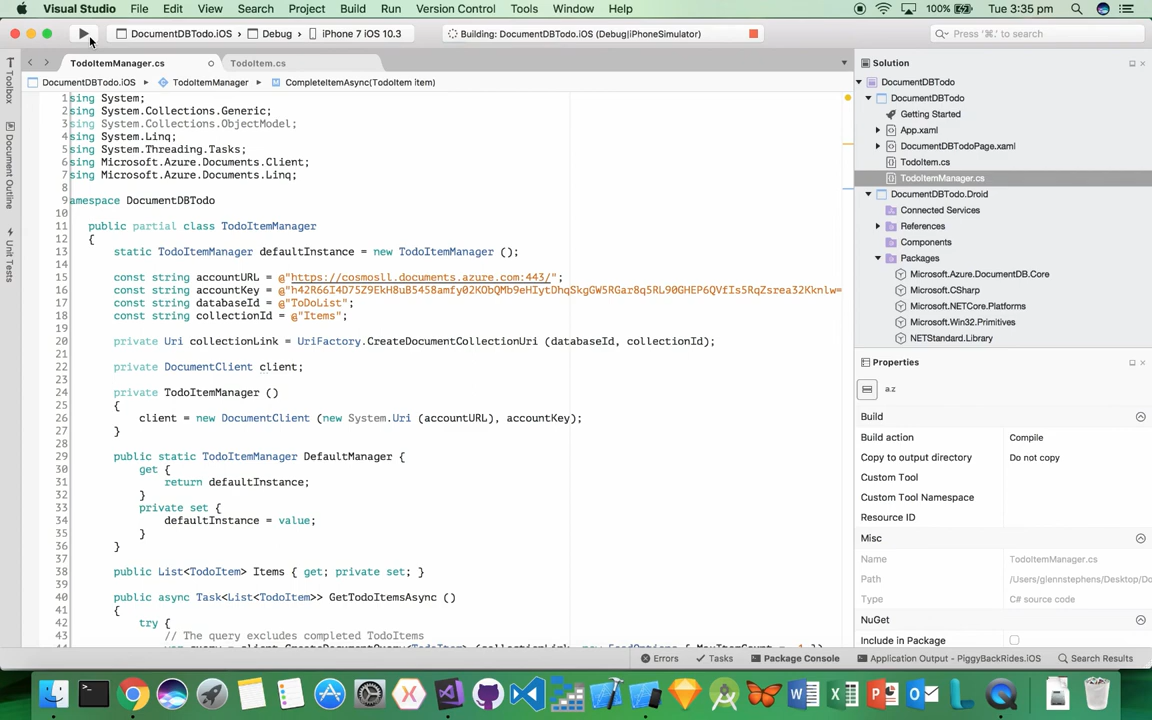 Visual Studio File Edit View Search Project Build Run Version Control Tools Window Help 100% Tue 3:35 pm
DocumentDBTodo.iOS > Debug > iPhone 7 iOS 10.3 Building: DocumentDBTodo.iOS (Debug|iPhoneSimulator) Press '⌘.' to search
TodoItemManager.cs TodoItem.cs
DocumentDBTodo.iOS > TodoItemManager > CompleteItemAsync(TodoItem item)
Toolbox
Document Outline
Unit Tests
1 sing System;
2 sing System.Collections.Generic;
3 sing System.Collections.ObjectModel;
4 sing System.Linq;
5 sing System.Threading.Tasks;
6 sing Microsoft.Azure.Documents.Client;
7 sing Microsoft.Azure.Documents.Linq;
8
9 amespace DocumentDBTodo
10
11 public partial class TodoItemManager
12 {
13 static TodoItemManager defaultInstance = new TodoItemManager ();
14
15 const string accountURL = @"https://cosmosll.documents.azure.com:443/";
16 const string accountKey =
17 const string databaseId = @"ToDoList";
18 const string collectionId = @"Items";
19
20 private Uri collectionLink = UriFactory.CreateDocumentCollectionUri (databaseId, collectionId);
21
22 private DocumentClient client;
23
24 private TodoItemManager ()
25 {
26 client = new DocumentClient (new System.Uri (accountURL), accountKey);
27 }
28
29 public static TodoItemManager DefaultManager {
30 get {
31 return defaultInstance;
32 }
33 private set {
34 defaultInstance = value;
35 }
36 }
37
38 public List<TodoItem> Items { get; private set; }
39
40 public async Task<List<TodoItem>> GetTodoItemsAsync ()
41 {
42 try {
43 // The query excludes completed TodoItems
Solution
DocumentDBTodo
DocumentDBTodo
Getting Started
App.xaml
DocumentDBTodoPage.xaml
TodoItem.cs
TodoItemManager.cs
DocumentDBTodo.Droid
Connected Services
References
Components
Packages
Microsoft.Azure.DocumentDB.Core
Microsoft.CSharp
Microsoft.NETCore.Platforms
Microsoft.Win32.Primitives
NETStandard.Library
Properties
a.z
Build
Build action Compile
Copy to output directory Do not copy
Custom Tool
Custom Tool Namespace
Resource ID
Misc
Name TodoItemManager.cs
Path /Users/glennstephens/Desktop/Do
Type C# source code
NuGet
Include in Package
Errors Tasks Package Console Application Output - PiggyBackRides.iOS Search Results